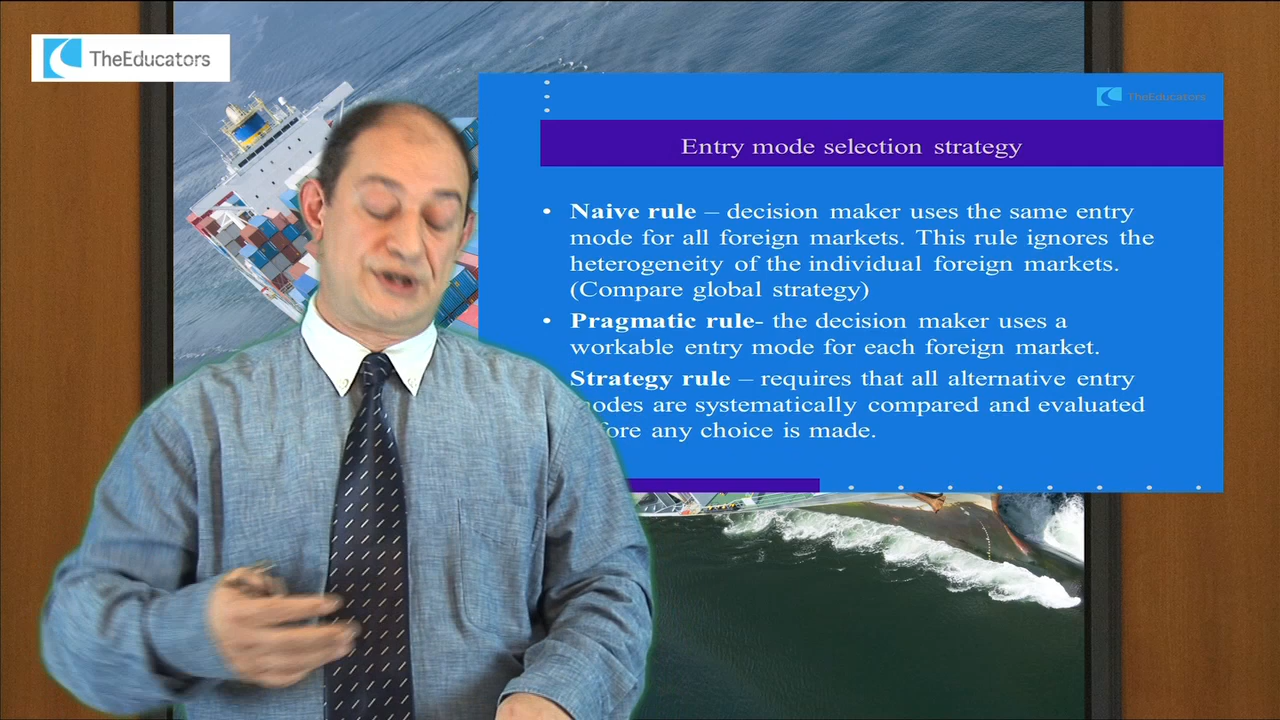 TheEducators
TheEducators
Entry mode selection strategy
• Naive rule – decision maker uses the same entry
mode for all foreign markets. This rule ignores the
heterogeneity of the individual foreign markets.
(Compare global strategy)
• Pragmatic rule- the decision maker uses a
workable entry mode for each foreign market.
Strategy rule – requires that all alternative entry
odes are systematically compared and evaluated
fore any choice is made.